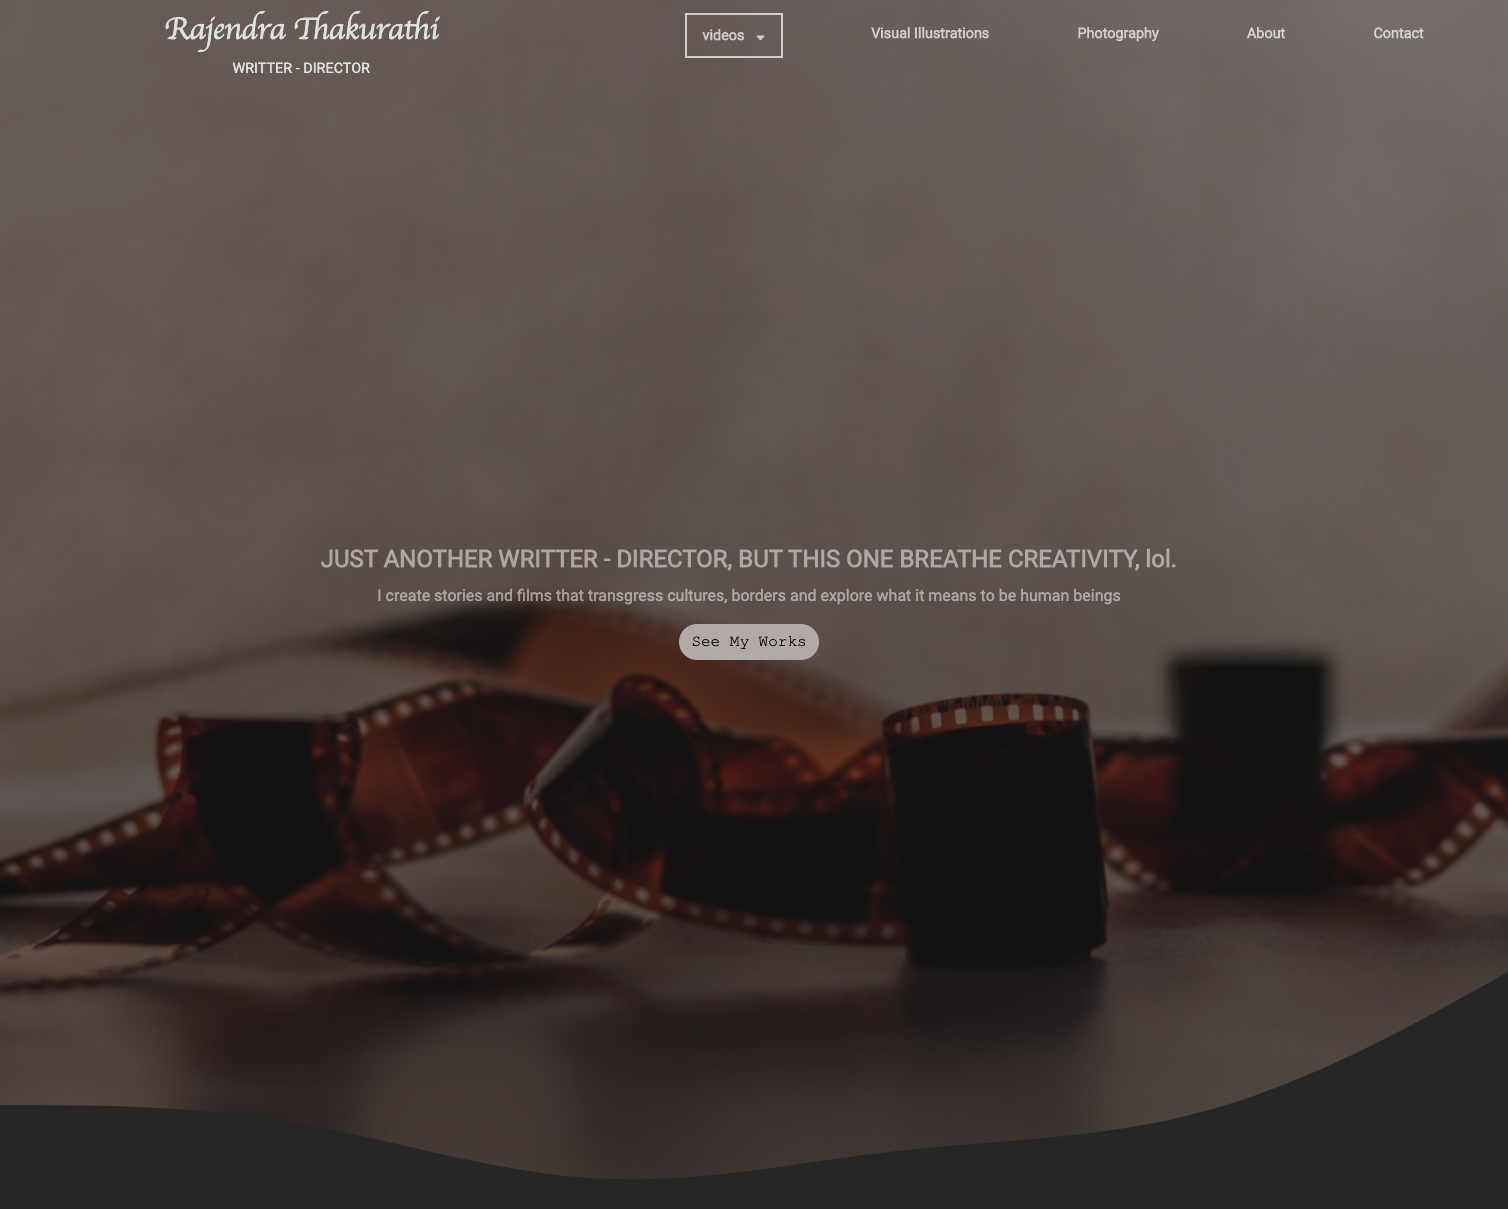 Rajendra Thakurathi
WRITTER - DIRECTOR
videos
Visual Illustrations
Photography
About
Contact
JUST ANOTHER WRITTER - DIRECTOR, BUT THIS ONE BREATHE CREATIVITY, lol.
I create stories and films that transgress cultures, borders and explore what it means to be human beings
See My Works